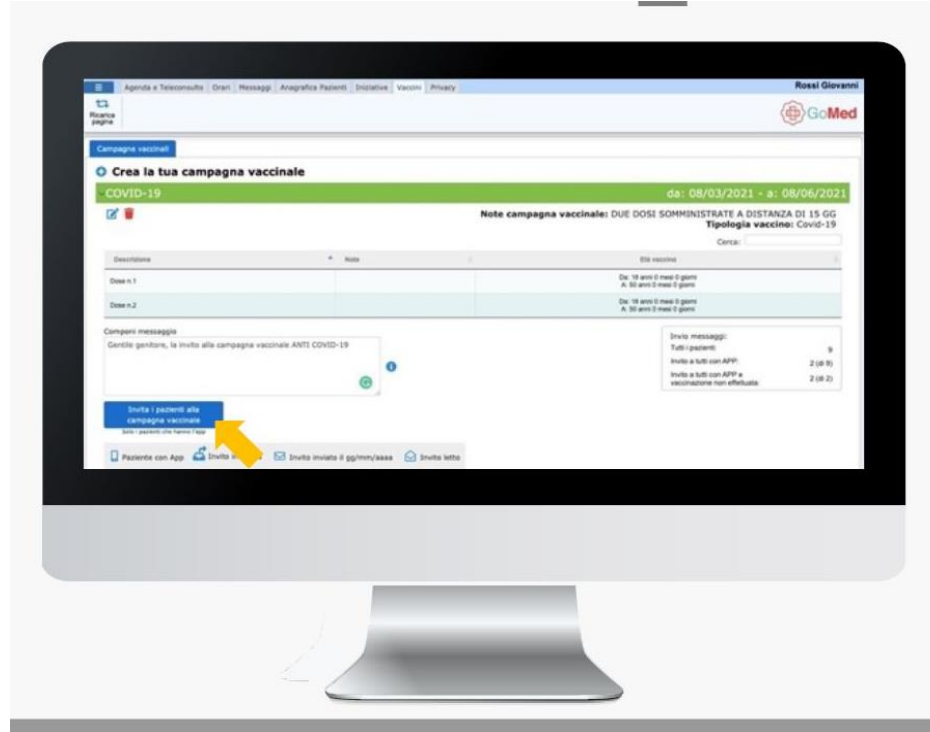 Agenda e Teleconsulto Orari Messaggi Anagrafica Pazienti Iniziative Vaccini Privacy
Rossi Giovanni
Ricarica
pagina
GoMed
Campagne vaccinali
Crea la tua campagna vaccinale
COVID-19
da: 08/03/2021 - a: 08/06/2021
Note campagna vaccinale: DUE DOSI SOMMINISTRATE A DISTANZA DI 15 GG
Tipologia vaccino: Covid-19
Cerca:
Descrizione Note Età vaccino
Dose n.1
Da: 18 anni 0 mesi 0 giorni
A: 50 anni 0 mesi 0 giorni
Dose n.2
Da: 18 anni 0 mesi 0 giorni
A: 50 anni 0 mesi 0 giorni
Componi messaggio
Gentile genitore, la invito alla campagna vaccinale ANTI COVID-19
Invio messaggi:
Tutti i pazienti: 9
Invito a tutti con APP: 2 (di 9)
Invito a tutti con APP e
vaccinazione non effettuata: 2 (di 2)
Invita i pazienti alla
campagna vaccinale
Solo i pazienti che hanno l'app
Paziente con App Invito Invito inviato il gg/mm/aaaa Invito letto